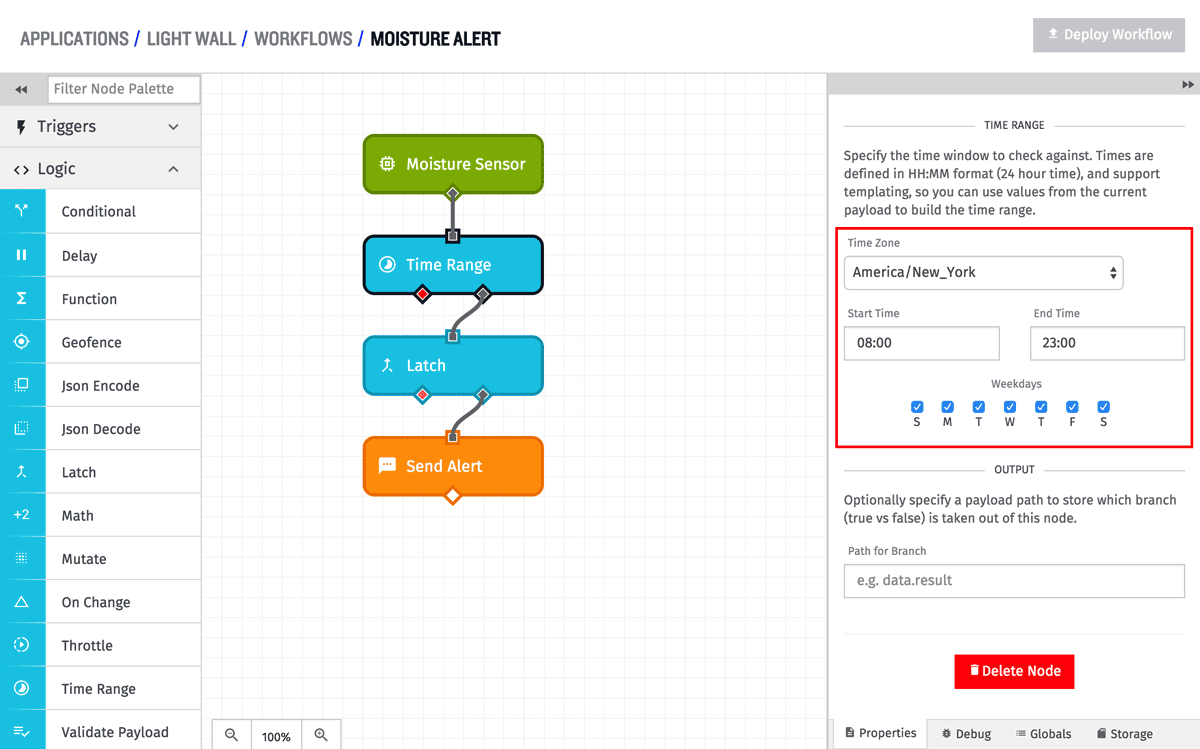 APPLICATIONS / LIGHT WALL / WORKFLOWS / MOISTURE ALERT
Deploy Workflow
Filter Node Palette
Triggers
Logic
Conditional
Delay
Function
Geofence
Json Encode
Json Decode
Latch
+2 Math
Mutate
On Change
Throttle
Time Range
Validate Payload
Moisture Sensor
Time Range
Latch
Send Alert
100%
TIME RANGE
Specify the time window to check against. Times are
defined in HH:MM format (24 hour time), and support
templating, so you can use values from the current
payload to build the time range.
Time Zone
America/New_York
Start Time End Time
08:00 23:00
Weekdays
S M T W T F S
OUTPUT
Optionally specify a payload path to store which branch
(true vs false) is taken out of this node.
Path for Branch
e.g. data.result
Delete Node
Properties Debug Globals Storage